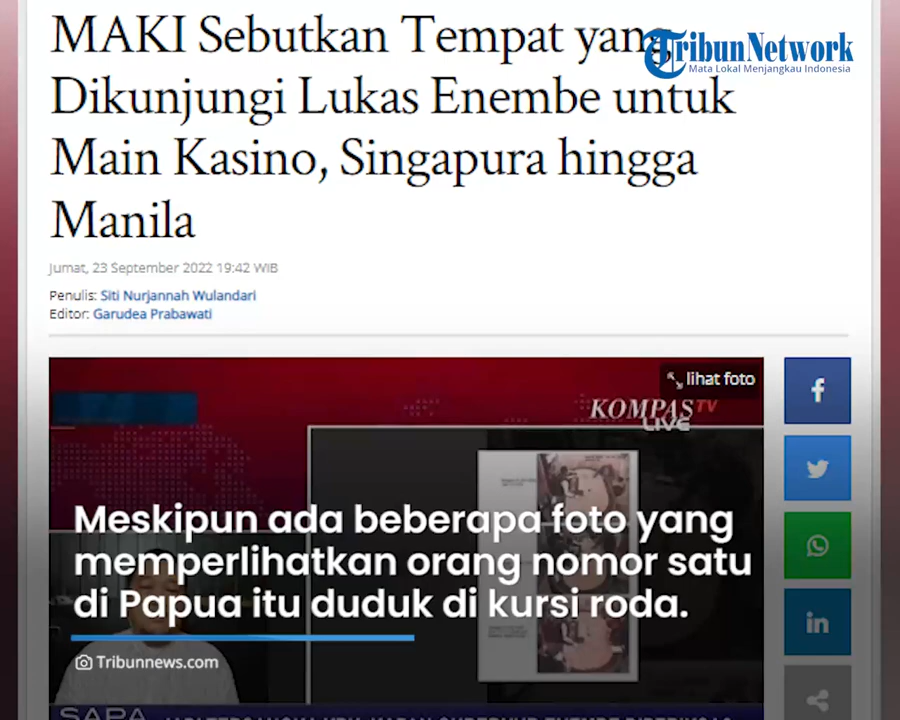 MAKI Sebutkan Tempat yang
TribunNetwork
Mata Lokal Menjangkau Indonesia
Dikunjungi Lukas Enembe untuk
Main Kasino, Singapura hingga
Manila
Jumat, 23 September 2022 19:42 WIB
Penulis: Siti Nurjannah Wulandari
Editor: Garudea Prabawati
lihat foto
KOMPAS TV
LIVE
Meskipun ada beberapa foto yang
memperlihatkan orang nomor satu
di Papua itu duduk di kursi roda.
Tribunnews.com
SAPA